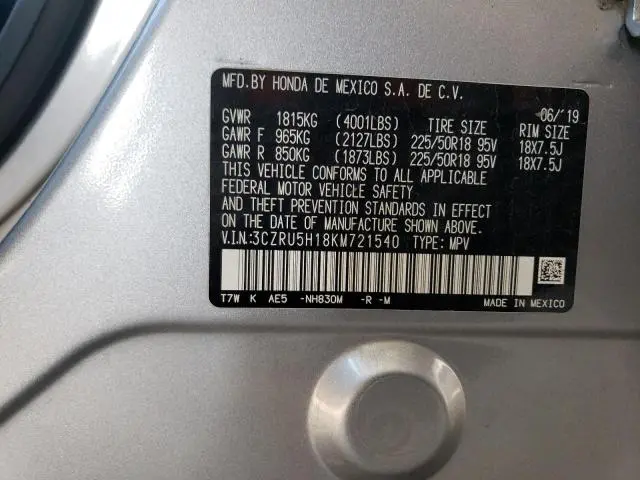 MFD. BY HONDA DE MEXICO S.A. DE C.V.
06/'19
GVWR 1815KG (4001LBS) TIRE SIZE RIM SIZE
GAWR F 965KG (2127LBS) 225/50R18 95V 18X7.5J
GAWR R 850KG (1873LBS) 225/50R18 95V 18X7.5J
THIS VEHICLE CONFORMS TO ALL APPLICABLE
FEDERAL MOTOR VEHICLE SAFETY
AND THEFT PREVENTION STANDARDS IN EFFECT
ON THE DATE OF MANUFACTURE SHOWN ABOVE.
V.I.N.:3CZRU5H18KM721540 TYPE: MPV
T7W K AE5 -NH830M -R -M MADE IN MEXICO